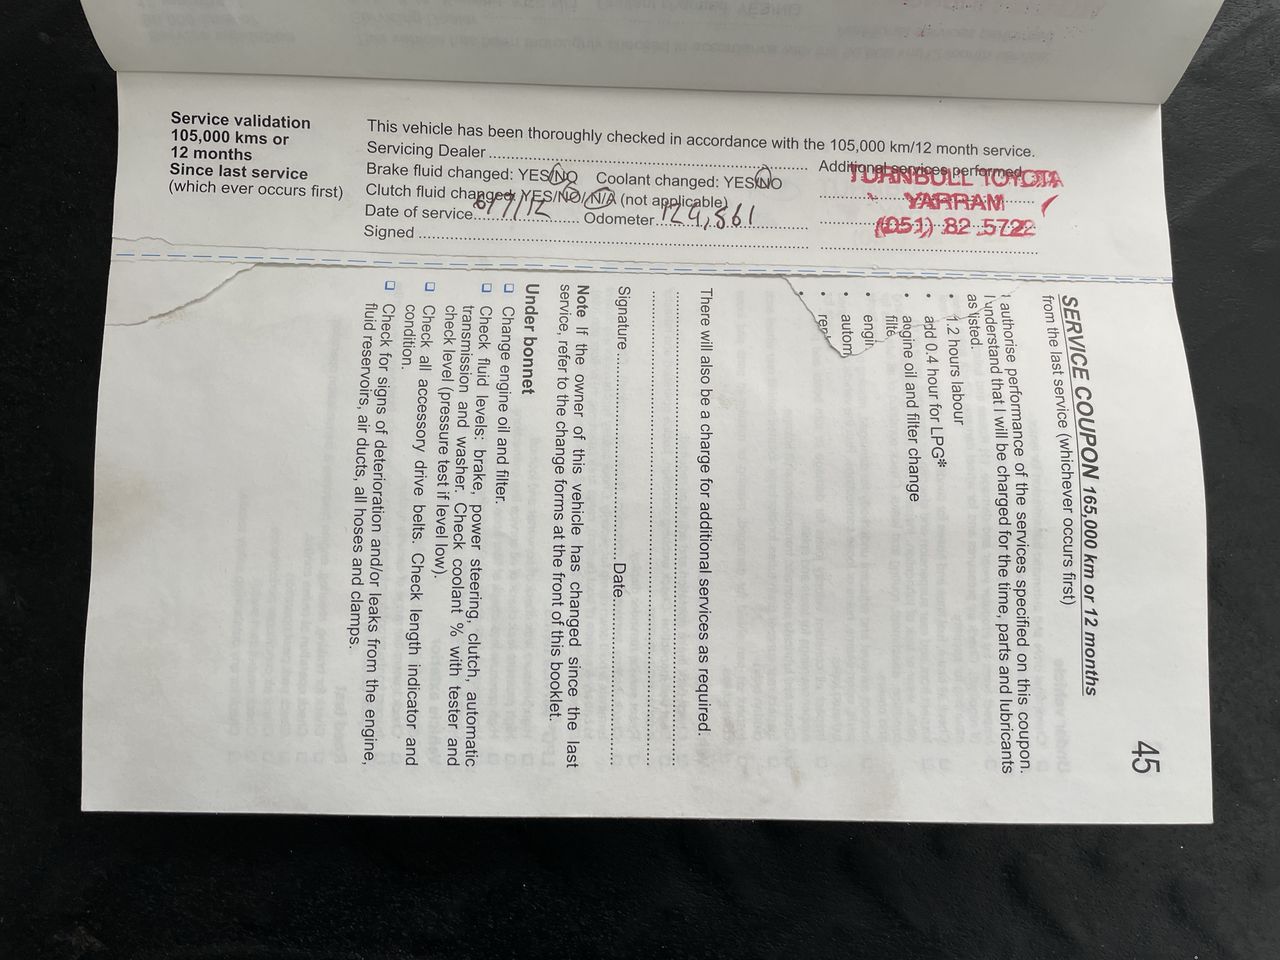 Service validation
105,000 kms or
12 months
Since last service
(which ever occurs first)
This vehicle has been thoroughly checked in accordance with the 105,000 km/12 month service.
Servicing Dealer
Additional services performed
Brake fluid changed: YES/NO Coolant changed: YES/NO
Clutch fluid changed: YES/NO/N/A (not applicable)
Date of service Odometer 124,861
Signed
TURNBULL TOYOTA
YARRAM
(051) 82 5722
45
SERVICE COUPON 165,000 km or 12 months
from the last service (whichever occurs first)
I authorise performance of the services specified on this coupon.
I understand that I will be charged for the time, parts and lubricants
as listed.
• 1.2 hours labour
• add 0.4 hour for LPG*
• engine oil and filter change
filte
• engin
• autom
•
There will also be a charge for additional services as required.
Signature Date
Note If the owner of this vehicle has changed since the last
service, refer to the change forms at the front of this booklet.
Under bonnet
Change engine oil and filter.
Check fluid levels: brake, power steering, clutch, automatic
transmission and washer. Check coolant % with tester and
check level (pressure test if level low).
Check all accessory drive belts. Check length indicator and
condition.
Check for signs of deterioration and/or leaks from the engine,
fluid reservoirs, air ducts, all hoses and clamps.